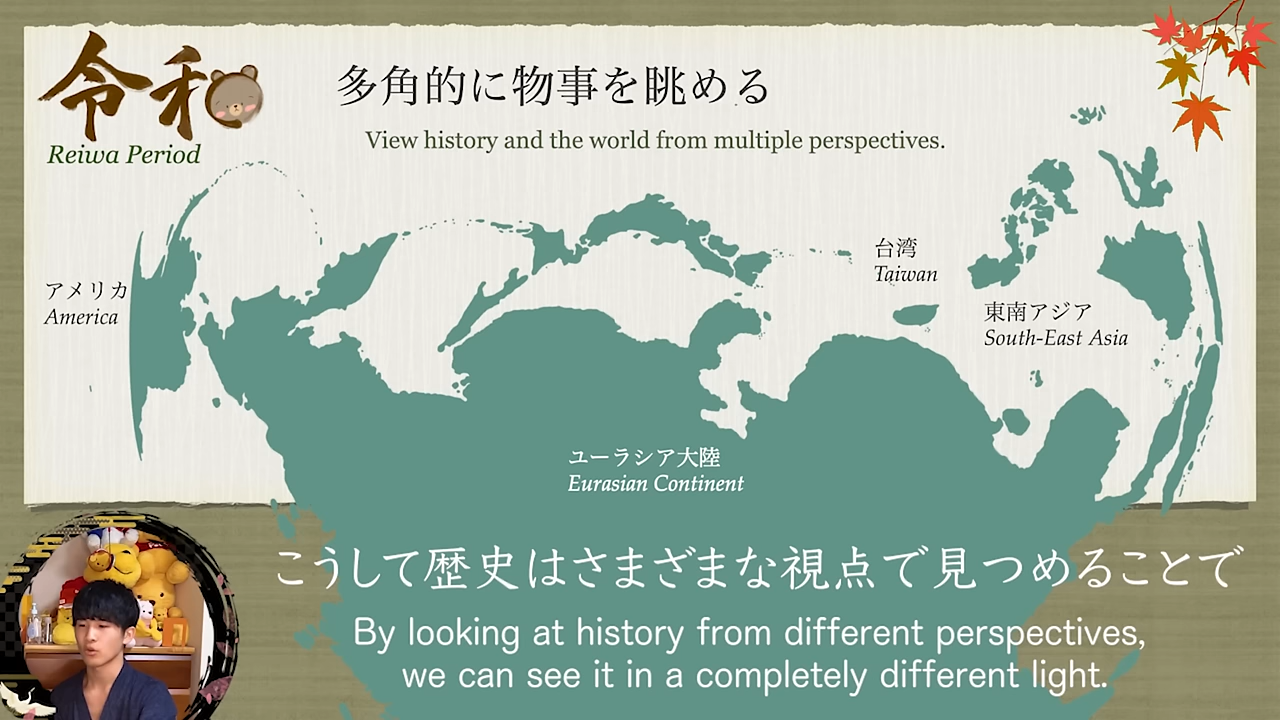 令和
Reiwa Period
多角的に物事を眺める
View history and the world from multiple perspectives.
アメリカ
America
台湾
Taiwan
東南アジア
South-East Asia
ユーラシア大陸
Eurasian Continent
こうして歴史はさまざまな視点で見つめることで
By looking at history from different perspectives,
we can see it in a completely different light.